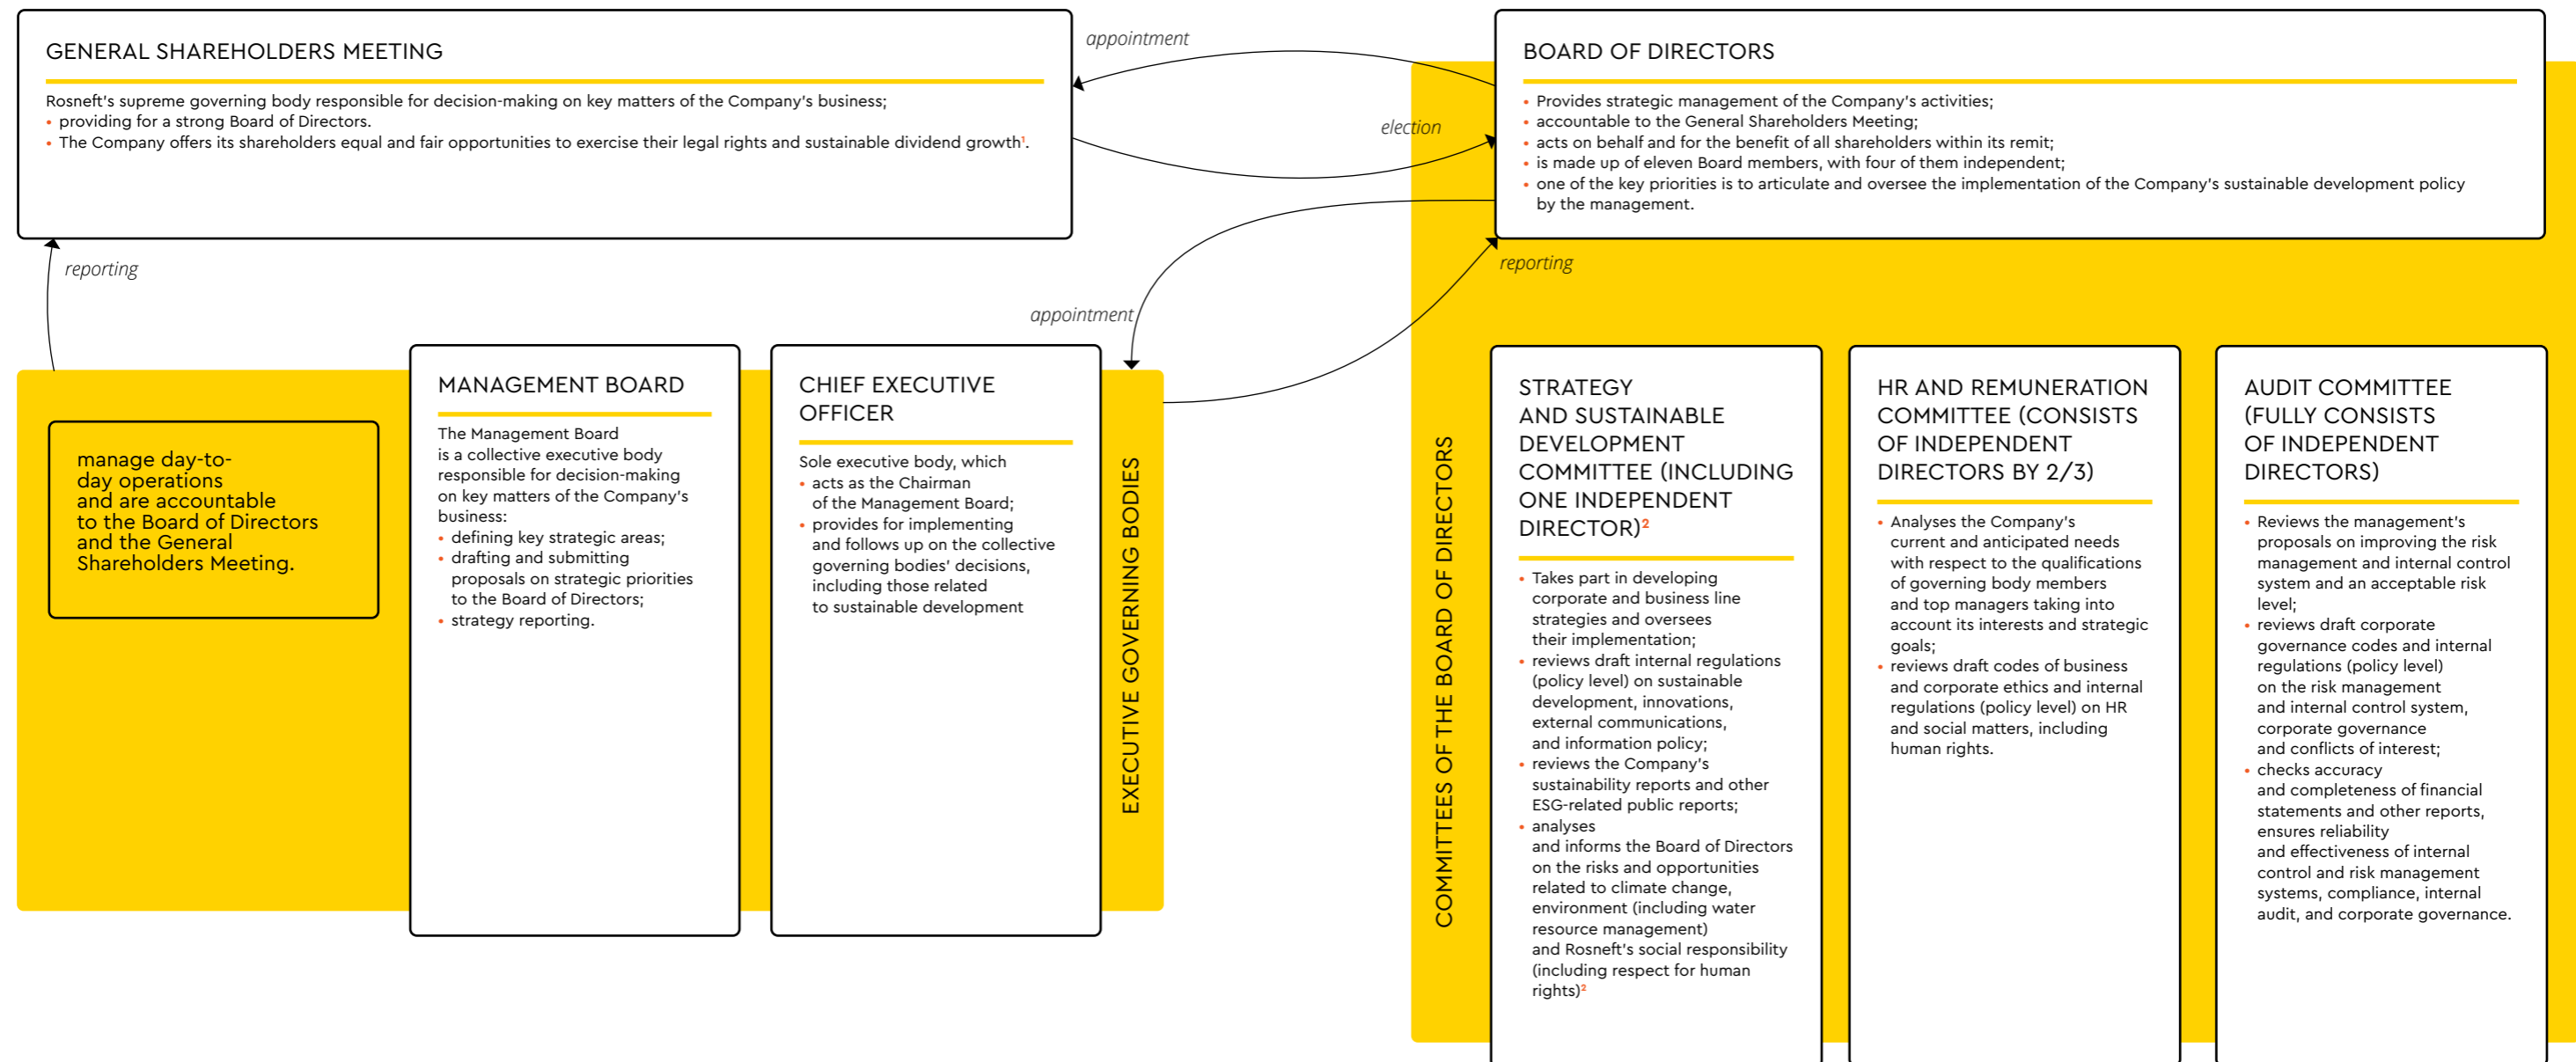 GENERAL SHAREHOLDERS MEETING
Rosneft's supreme governing body responsible for decision-making on key matters of the Company's business;
• providing for a strong Board of Directors.
• The Company offers its shareholders equal and fair opportunities to exercise their legal rights and sustainable dividend growth¹.
appointment
election
BOARD OF DIRECTORS
• Provides strategic management of the Company's activities;
• accountable to the General Shareholders Meeting;
• acts on behalf and for the benefit of all shareholders within its remit;
• is made up of eleven Board members, with four of them independent;
• one of the key priorities is to articulate and oversee the implementation of the Company's sustainable development policy
by the management.
reporting
appointment
reporting
manage day-to-
day operations
and are accountable
to the Board of Directors
and the General
Shareholders Meeting.
MANAGEMENT BOARD
The Management Board
is a collective executive body
responsible for decision-making
on key matters of the Company's
business:
• defining key strategic areas;
• drafting and submitting
proposals on strategic priorities
to the Board of Directors;
• strategy reporting.
CHIEF EXECUTIVE
OFFICER
Sole executive body, which
• acts as the Chairman
of the Management Board;
• provides for implementing
and follows up on the collective
governing bodies' decisions,
including those related
to sustainable development
EXECUTIVE GOVERNING BODIES
COMMITTEES OF THE BOARD OF DIRECTORS
STRATEGY
AND SUSTAINABLE
DEVELOPMENT
COMMITTEE (INCLUDING
ONE INDEPENDENT
DIRECTOR)²
• Takes part in developing
corporate and business line
strategies and oversees
their implementation;
• reviews draft internal regulations
(policy level) on sustainable
development, innovations,
external communications,
and information policy;
• reviews the Company's
sustainability reports and other
ESG-related public reports;
• analyses
and informs the Board of Directors
on the risks and opportunities
related to climate change,
environment (including water
resource management)
and Rosneft's social responsibility
(including respect for human
rights)²
HR AND REMUNERATION
COMMITTEE (CONSISTS
OF INDEPENDENT
DIRECTORS BY 2/3)
• Analyses the Company's
current and anticipated needs
with respect to the qualifications
of governing body members
and top managers taking into
account its interests and strategic
goals;
• reviews draft codes of business
and corporate ethics and internal
regulations (policy level) on HR
and social matters, including
human rights.
AUDIT COMMITTEE
(FULLY CONSISTS
OF INDEPENDENT
DIRECTORS)
• Reviews the management's
proposals on improving the risk
management and internal control
system and an acceptable risk
level;
• reviews draft corporate
governance codes and internal
regulations (policy level)
on the risk management
and internal control system,
corporate governance
and conflicts of interest;
• checks accuracy
and completeness of financial
statements and other reports,
ensures reliability
and effectiveness of internal
control and risk management
systems, compliance, internal
audit, and corporate governance.